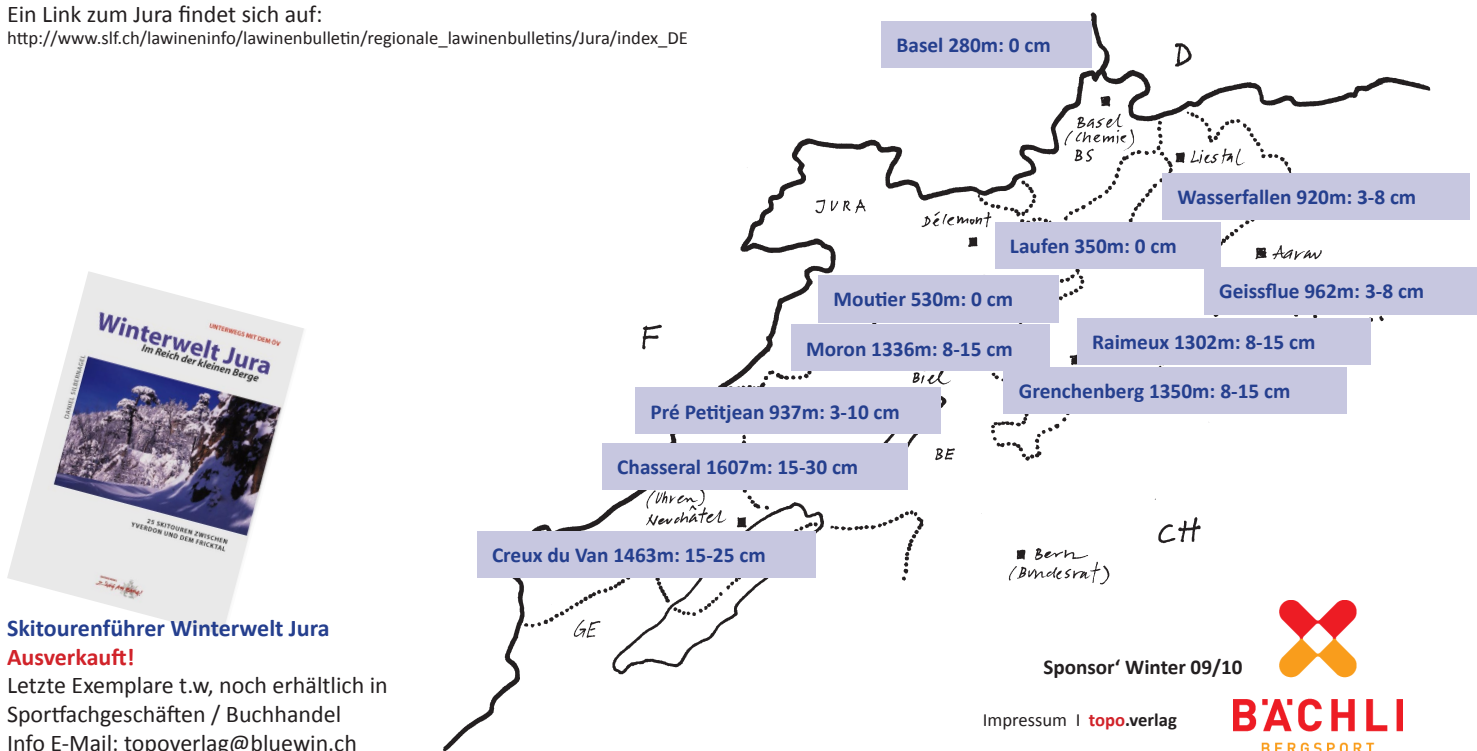 Ein Link zum Jura findet sich auf:
http://www.slf.ch/lawineninfo/lawinenbulletin/regionale_lawinenbulletins/Jura/index_DE
Basel 280m: 0 cm
D
Basel
(Chemie)
BS
Liestal
Wasserfallen 920m: 3-8 cm
JURA
Délemont
Laufen 350m: 0 cm
Aarau
Geissflue 962m: 3-8 cm
Moutier 530m: 0 cm
F
Moron 1336m: 8-15 cm
Raimeux 1302m: 8-15 cm
Biel
Grenchenberg 1350m: 8-15 cm
Pré Petitjean 937m: 3-10 cm
BE
Chasseral 1607m: 15-30 cm
(Uhren)
Neuchâtel
CH
Creux du Van 1463m: 15-25 cm
Bern
(Bundesrat)
GE
UNTERWEGS MIT DEM ÖV
Winterwelt Jura
Im Reich der kleinen Berge
DANIEL SILBERNAGEL
25 SKITOUREN ZWISCHEN
YVERDON UND DEM FRICKTAL
Skitourenführer Winterwelt Jura
Ausverkauft!
Letzte Exemplare t.w, noch erhältlich in
Sportfachgeschäften / Buchhandel
Info E-Mail: topoverlag@bluewin.ch
Sponsor‘ Winter 09/10
Impressum I topo.verlag
BÄCHLI
BERGSPORT